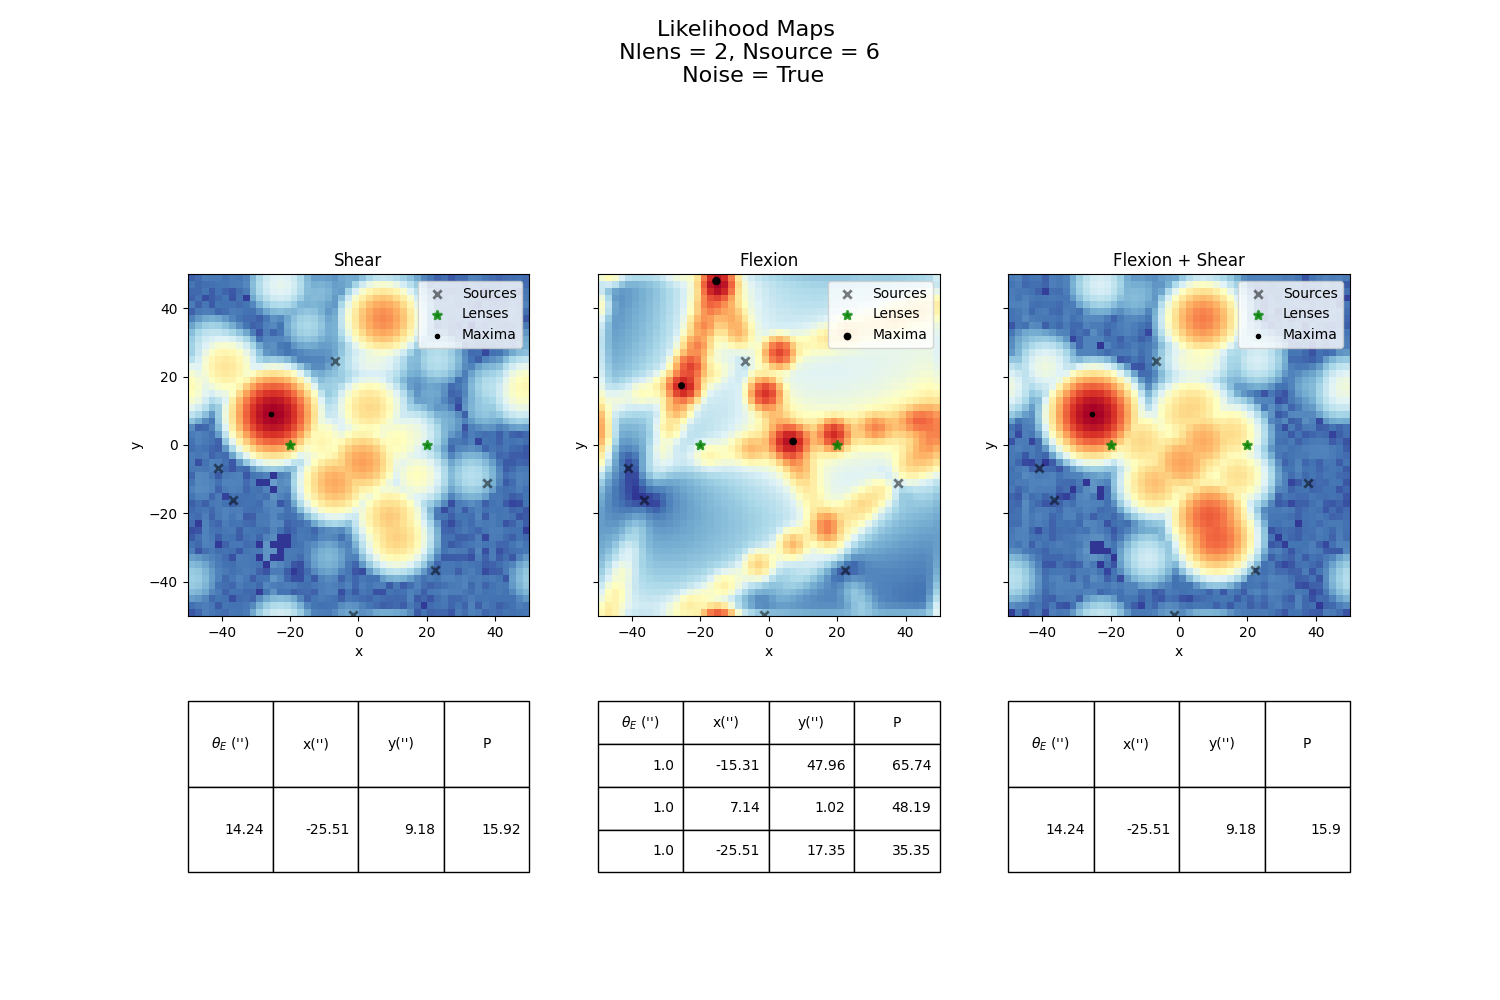 Likelihood Maps
Nlens = 2, Nsource = 6
Noise = True
Shear
Flexion
Flexion + Shear
Sources
Lenses
Maxima
Sources
Lenses
Maxima
Sources
Lenses
Maxima
40
20
0
−20
−40
y
y
y
−40 −20 0 20 40
−40 −20 0 20 40
−40 −20 0 20 40
x
x
x
θE ('') x('') y('') P
14.24 -25.51 9.18 15.92
θE ('') x('') y('') P
1.0 -15.31 47.96 65.74
1.0 7.14 1.02 48.19
1.0 -25.51 17.35 35.35
θE ('') x('') y('') P
14.24 -25.51 9.18 15.9